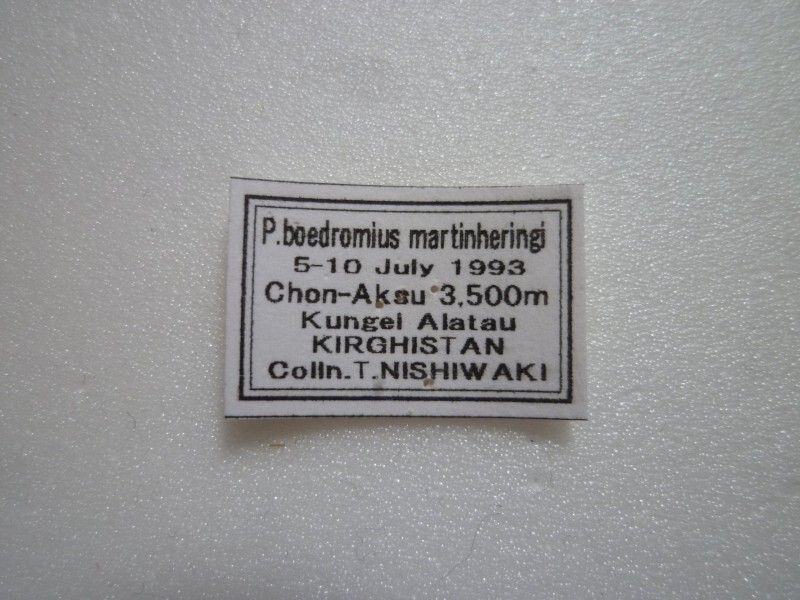 P.boedromius martinheringi
5-10 July 1993
Chon-Aksu 3,500m
Kungei Alatau
KIRGHISTAN
Colln.T.NISHIWAKI